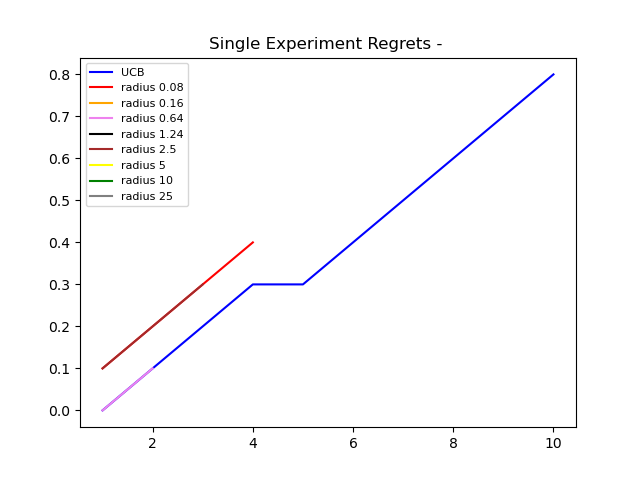 Single Experiment Regrets -
UCB
radius 0.08
radius 0.16
radius 0.64
radius 1.24
radius 2.5
radius 5
radius 10
radius 25
0.8
0.7
0.6
0.5
0.4
0.3
0.2
0.1
0.0
2 4 6 8 10